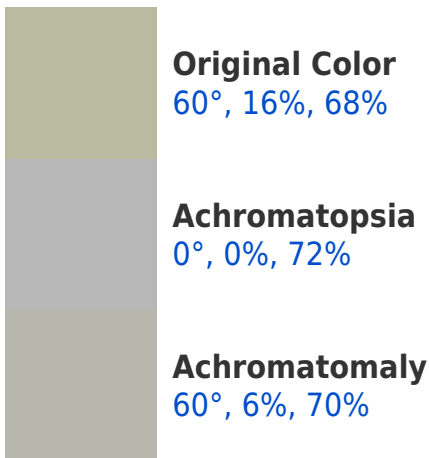 Original Color
60°, 16%, 68%
Achromatopsia
0°, 0%, 72%
Achromatomaly
60°, 6%, 70%